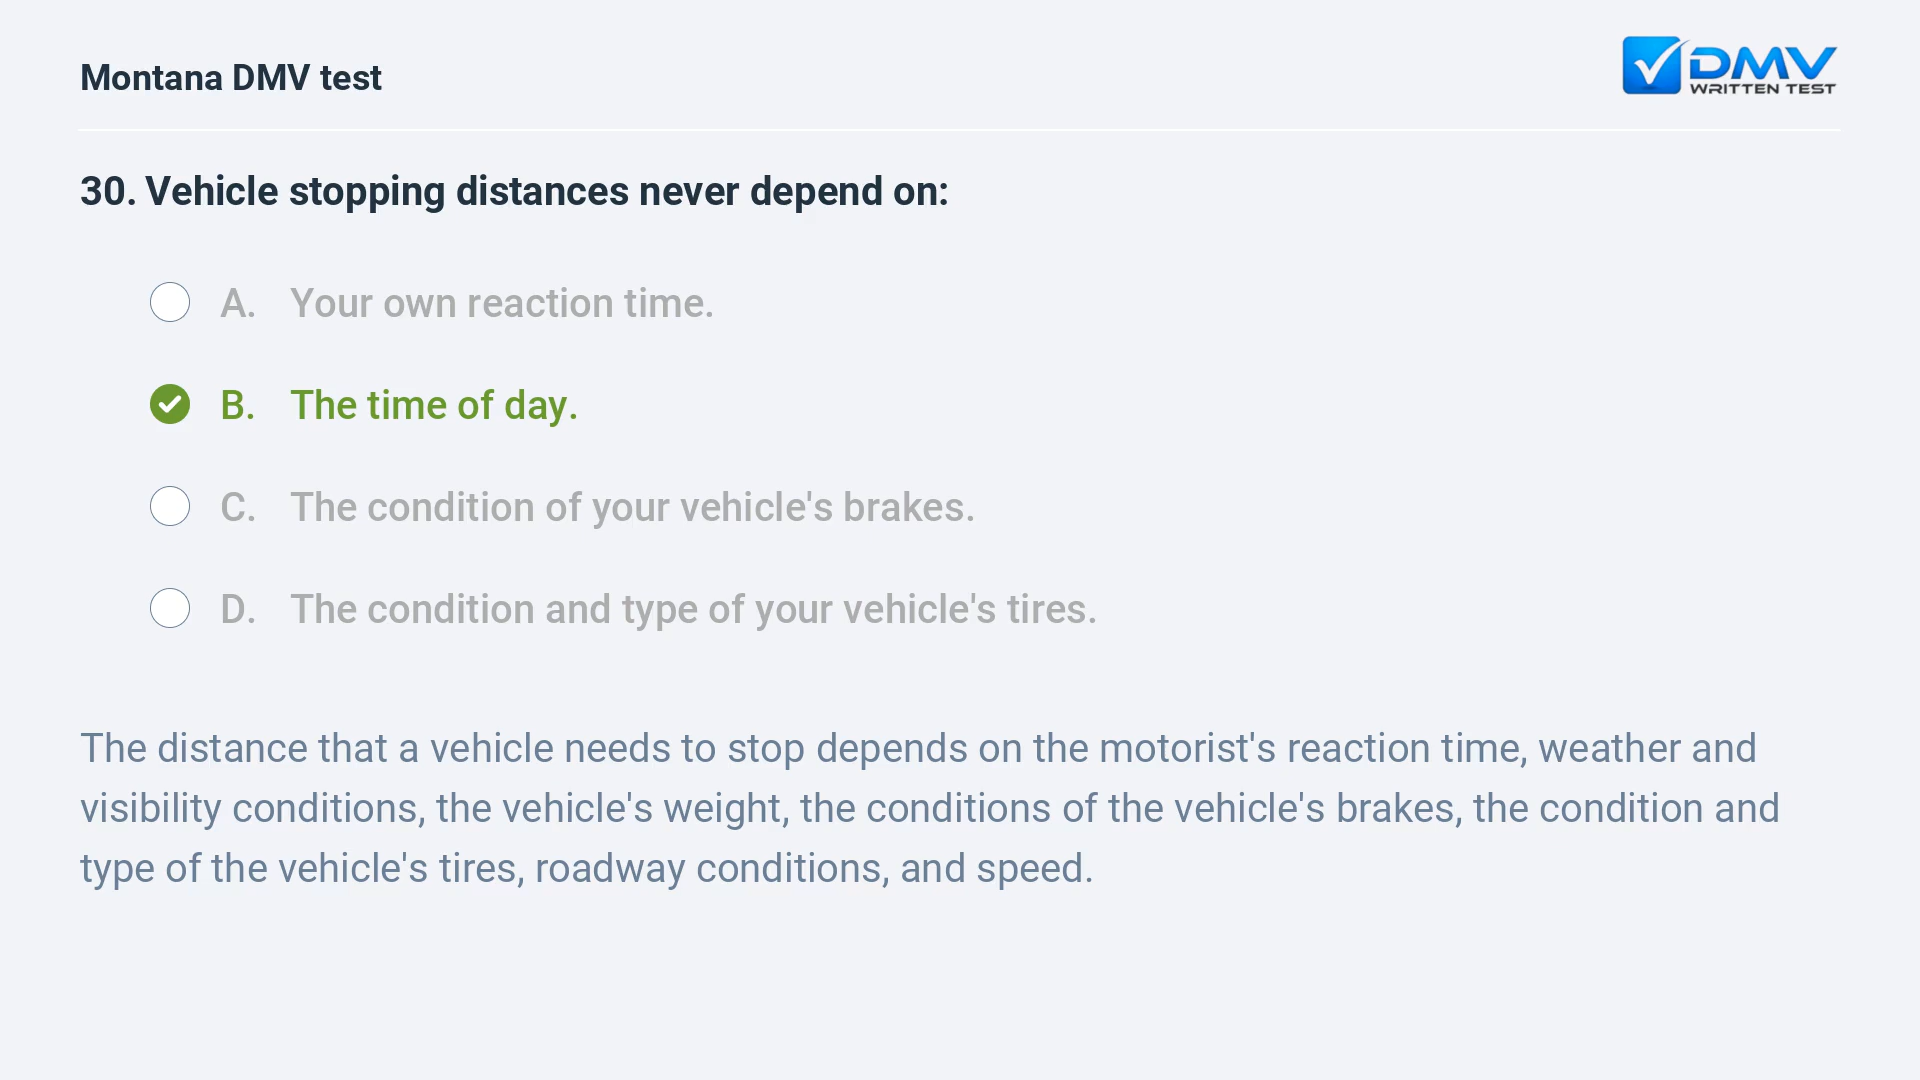 Montana DMV test
DMV
WRITTEN TEST
30. Vehicle stopping distances never depend on:
A. Your own reaction time.
B. The time of day.
C. The condition of your vehicle's brakes.
D. The condition and type of your vehicle's tires.
The distance that a vehicle needs to stop depends on the motorist's reaction time, weather and
visibility conditions, the vehicle's weight, the conditions of the vehicle's brakes, the condition and
type of the vehicle's tires, roadway conditions, and speed.